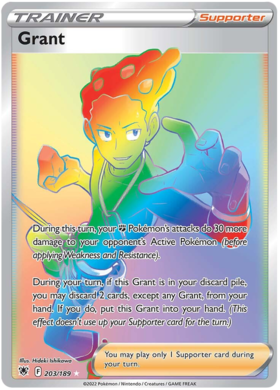 TRAINER Supporter
Grant
During this turn, your Pokémon's attacks do 30 more
damage to your opponent's Active Pokémon (before
applying Weakness and Resistance).
During your turn, if this Grant is in your discard pile,
you may discard 2 cards, except any Grant, from your
hand. If you do, put this Grant into your hand. (This
effect doesn't use up your Supporter card for the turn.)
Illus. Hideki Ishikawa
F 203/189
You may play only 1 Supporter card during
your turn.
©2022 Pokémon / Nintendo / Creatures / GAME FREAK